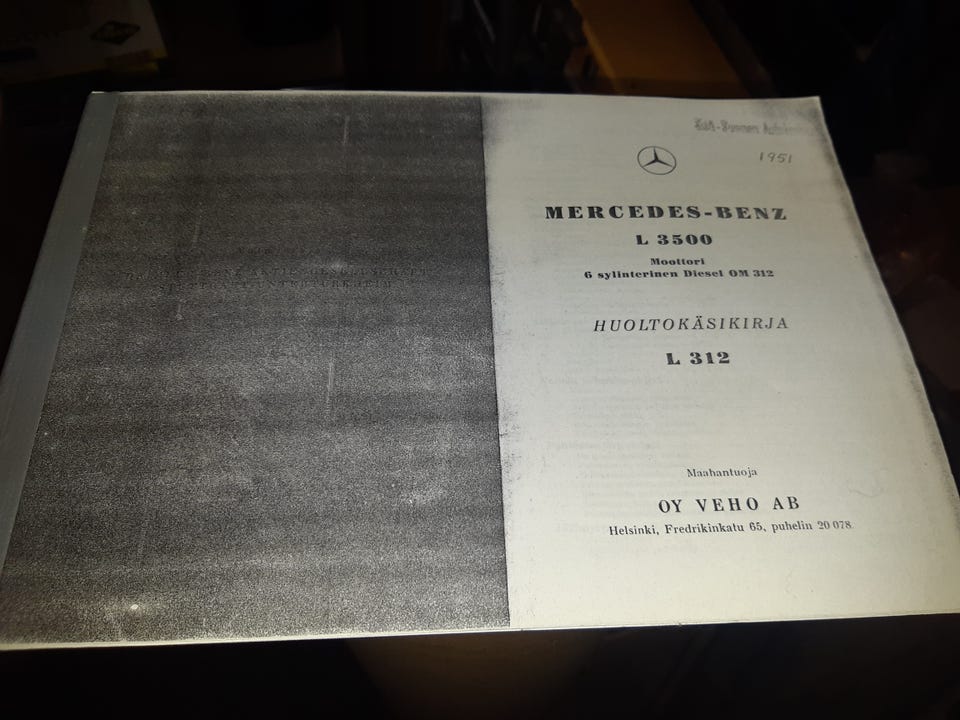 1951
MERCEDES-BENZ
L 3500
Moottori
6 sylinterinen Diesel OM 312
HUOLTOKÄSIKIRJA
L 312
Maahantuoja
OY VEHO AB
Helsinki, Fredrikinkatu 65, puhelin 20 078